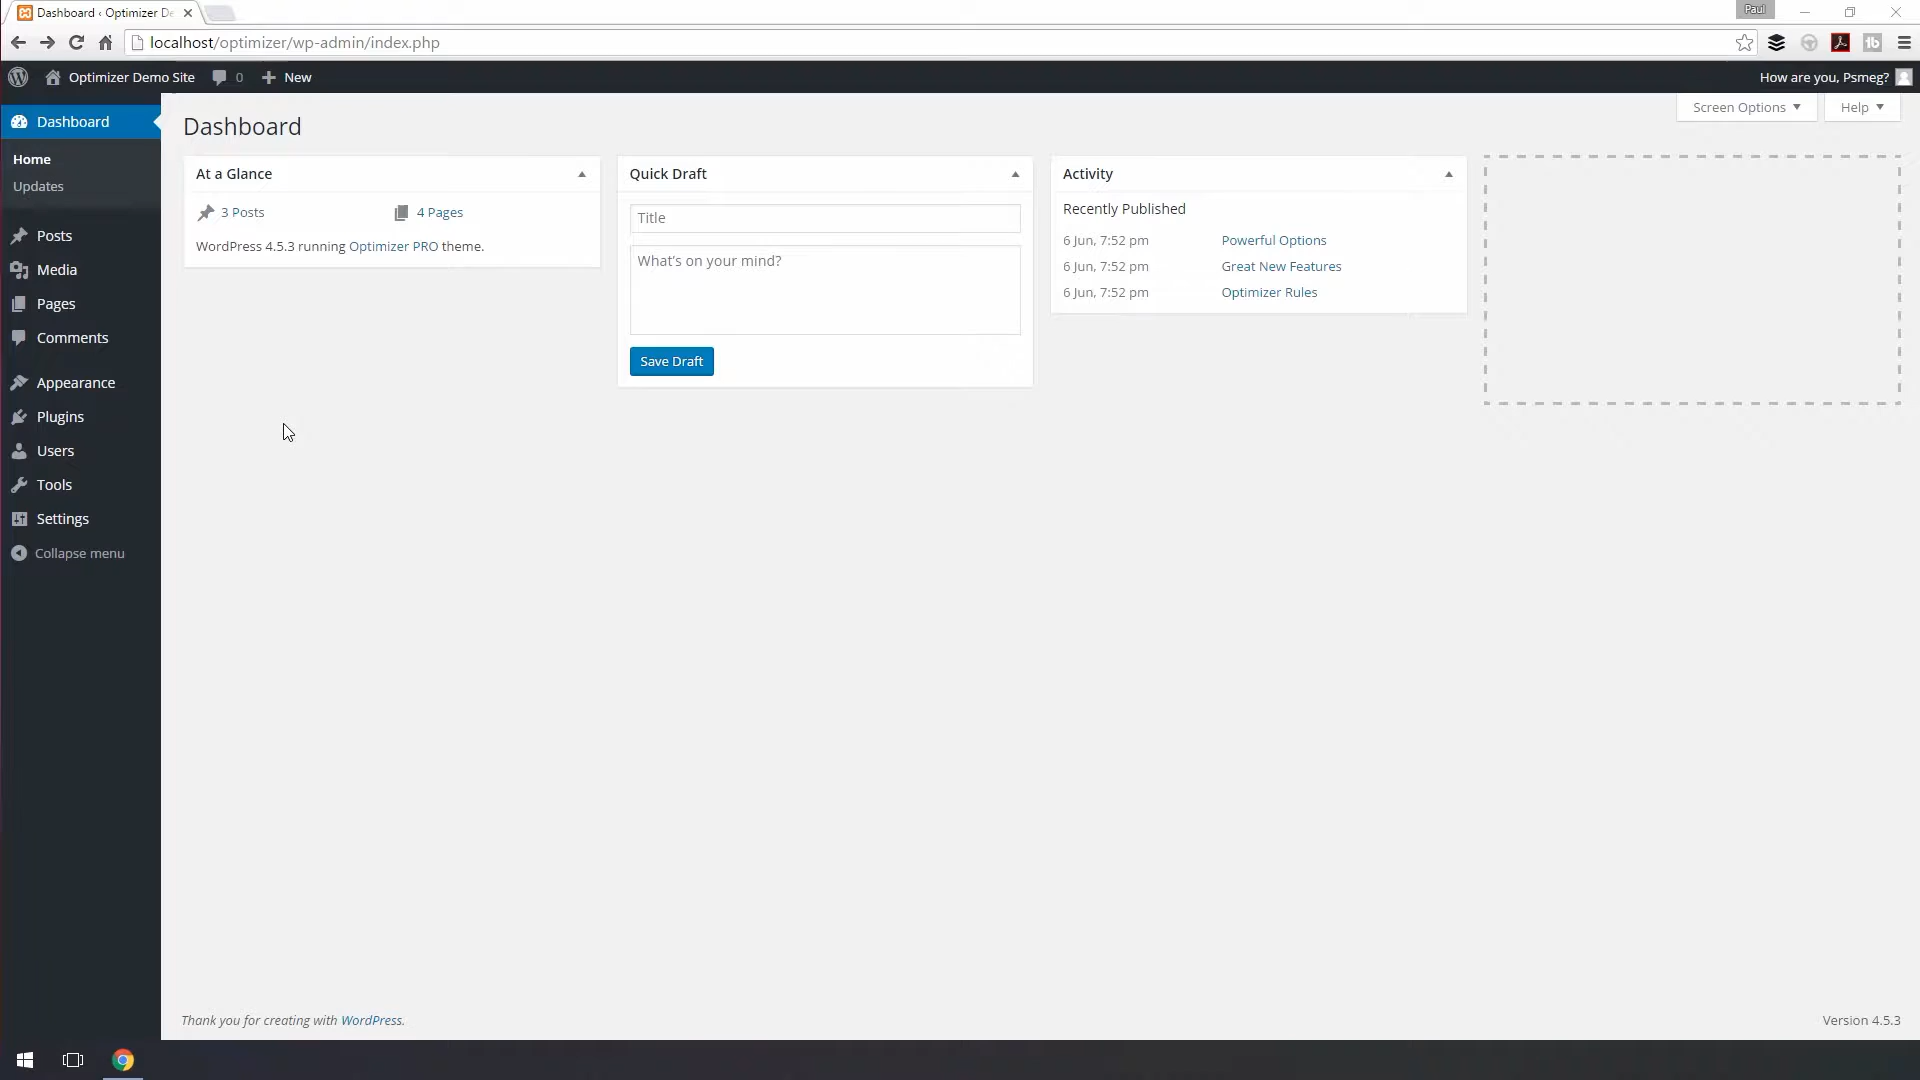 Dashboard ‹ Optimizer De
Paul
localhost/optimizer/wp-admin/index.php
Optimizer Demo Site
0
New
How are you, Psmeg?
Dashboard
Home
Updates
Posts
Media
Pages
Comments
Appearance
Plugins
Users
Tools
Settings
Collapse menu
Screen Options
Help
Dashboard
At a Glance
3 Posts
4 Pages
WordPress 4.5.3 running Optimizer PRO theme.
Quick Draft
Title
What's on your mind?
Save Draft
Activity
Recently Published
6 Jun, 7:52 pm Powerful Options
6 Jun, 7:52 pm Great New Features
6 Jun, 7:52 pm Optimizer Rules
Thank you for creating with WordPress.
Version 4.5.3